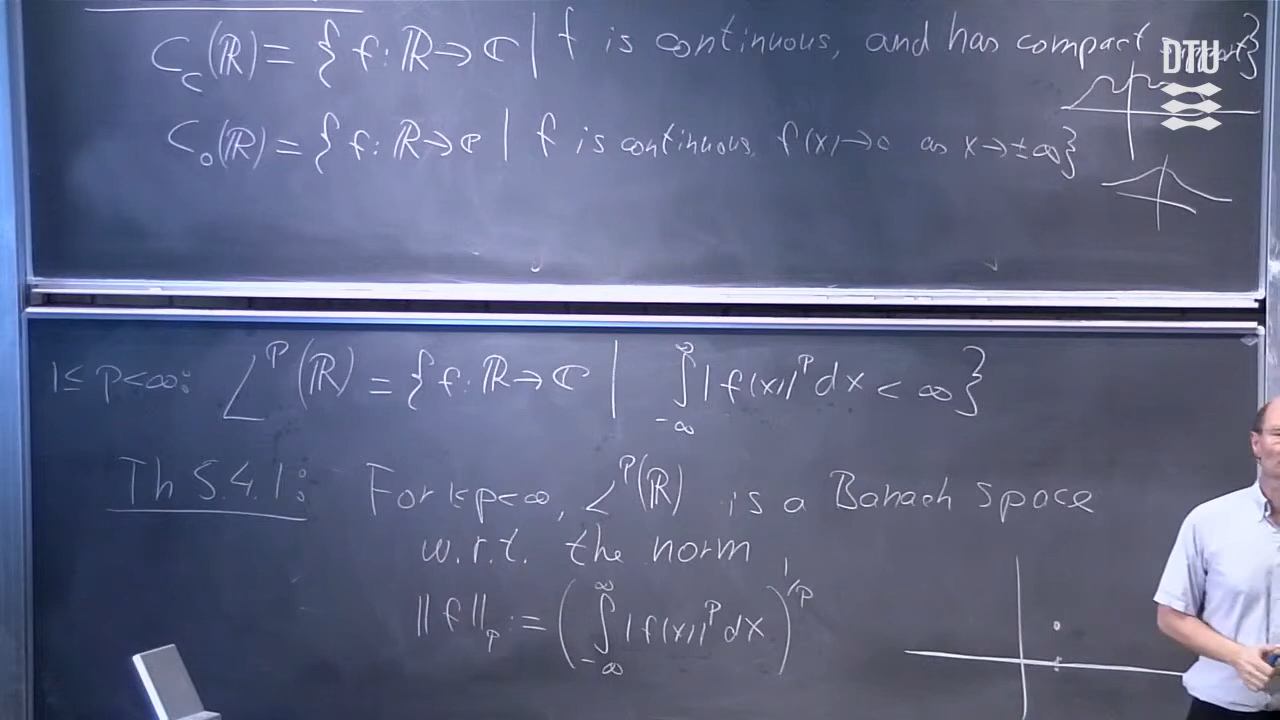 C_c(ℝ) = { f: ℝ → ℂ | f is continuous, and has compact support}
DTU
C_0(ℝ) = { f: ℝ → ℂ | f is continuous, f(x) → 0 as x → ±∞}
1 ≤ p < ∞: L^p(ℝ) = { f: ℝ → ℂ | ∫_{-∞}^{∞} |f(x)|^p dx < ∞}
Th 5.4.1: For 1≤p<∞, L^p(ℝ) is a Banach space
w.r.t. the norm
||f||_p := ( ∫_{-∞}^{∞} |f(x)|^p dx )^{1/p}